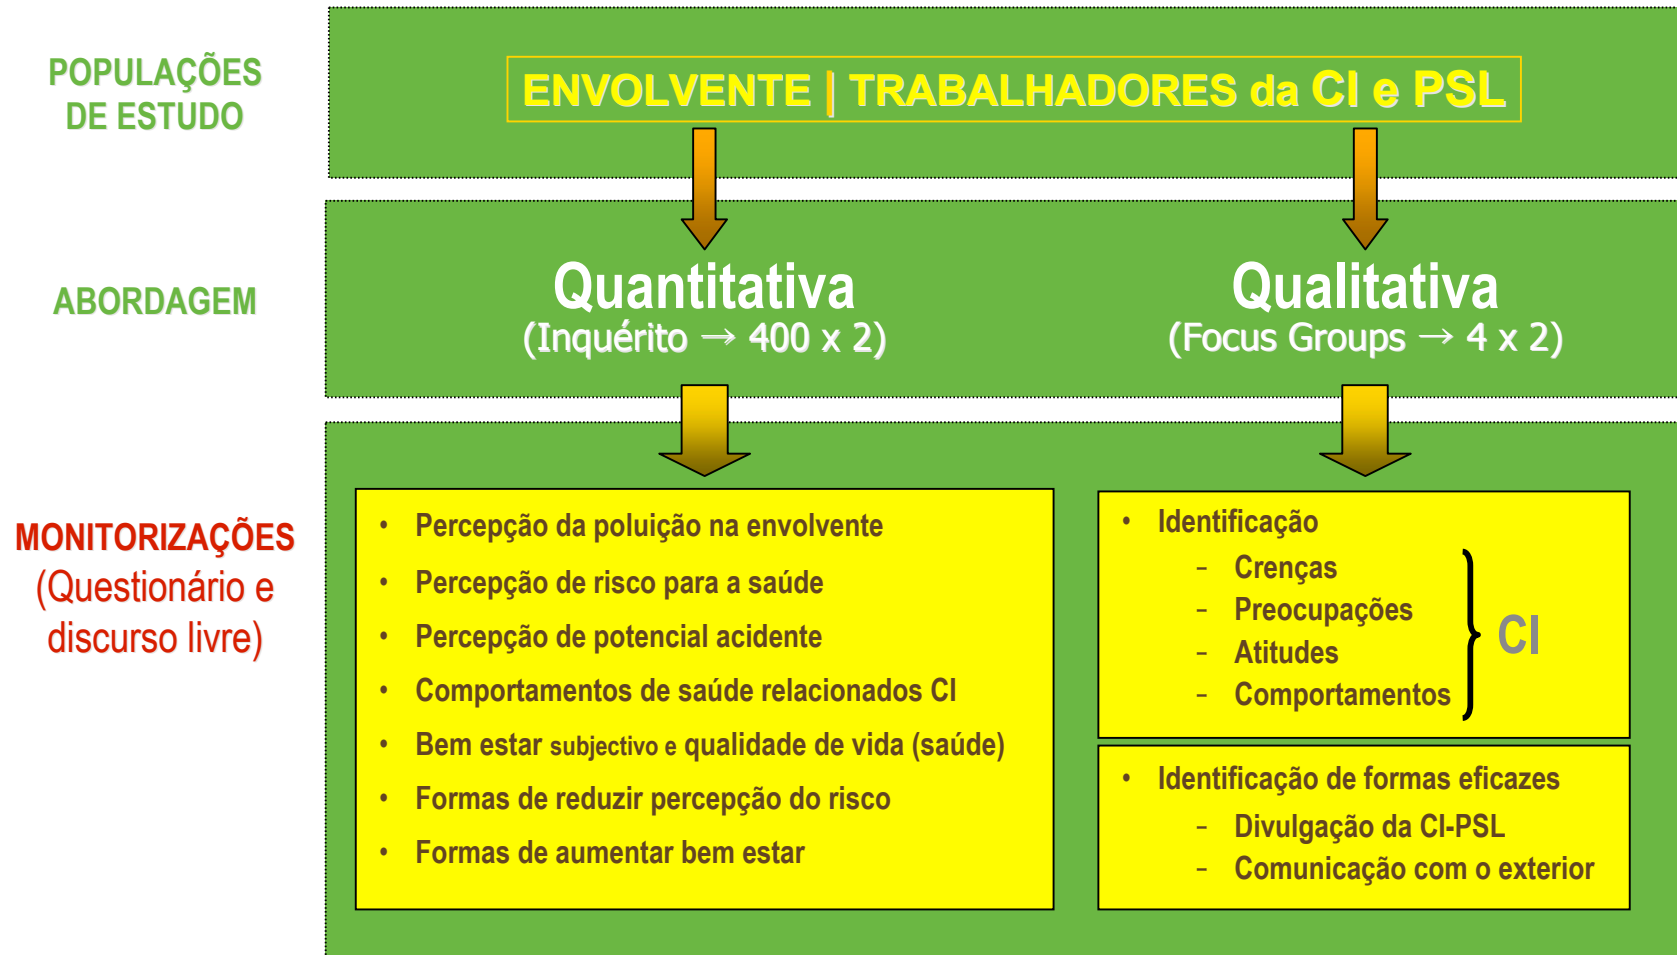 POPULAÇÕES
DE ESTUDO
ENVOLVENTE | TRABALHADORES da CI e PSL
ABORDAGEM
Quantitativa
(Inquérito → 400 x 2)
Qualitativa
(Focus Groups → 4 x 2)
MONITORIZAÇÕES
(Questionário e
discurso livre)
• Percepção da poluição na envolvente
• Percepção de risco para a saúde
• Percepção de potencial acidente
• Comportamentos de saúde relacionados CI
• Bem estar subjectivo e qualidade de vida (saúde)
• Formas de reduzir percepção do risco
• Formas de aumentar bem estar
• Identificação
– Crenças
– Preocupações
– Atitudes
– Comportamentos
CI
• Identificação de formas eficazes
– Divulgação da CI-PSL
– Comunicação com o exterior